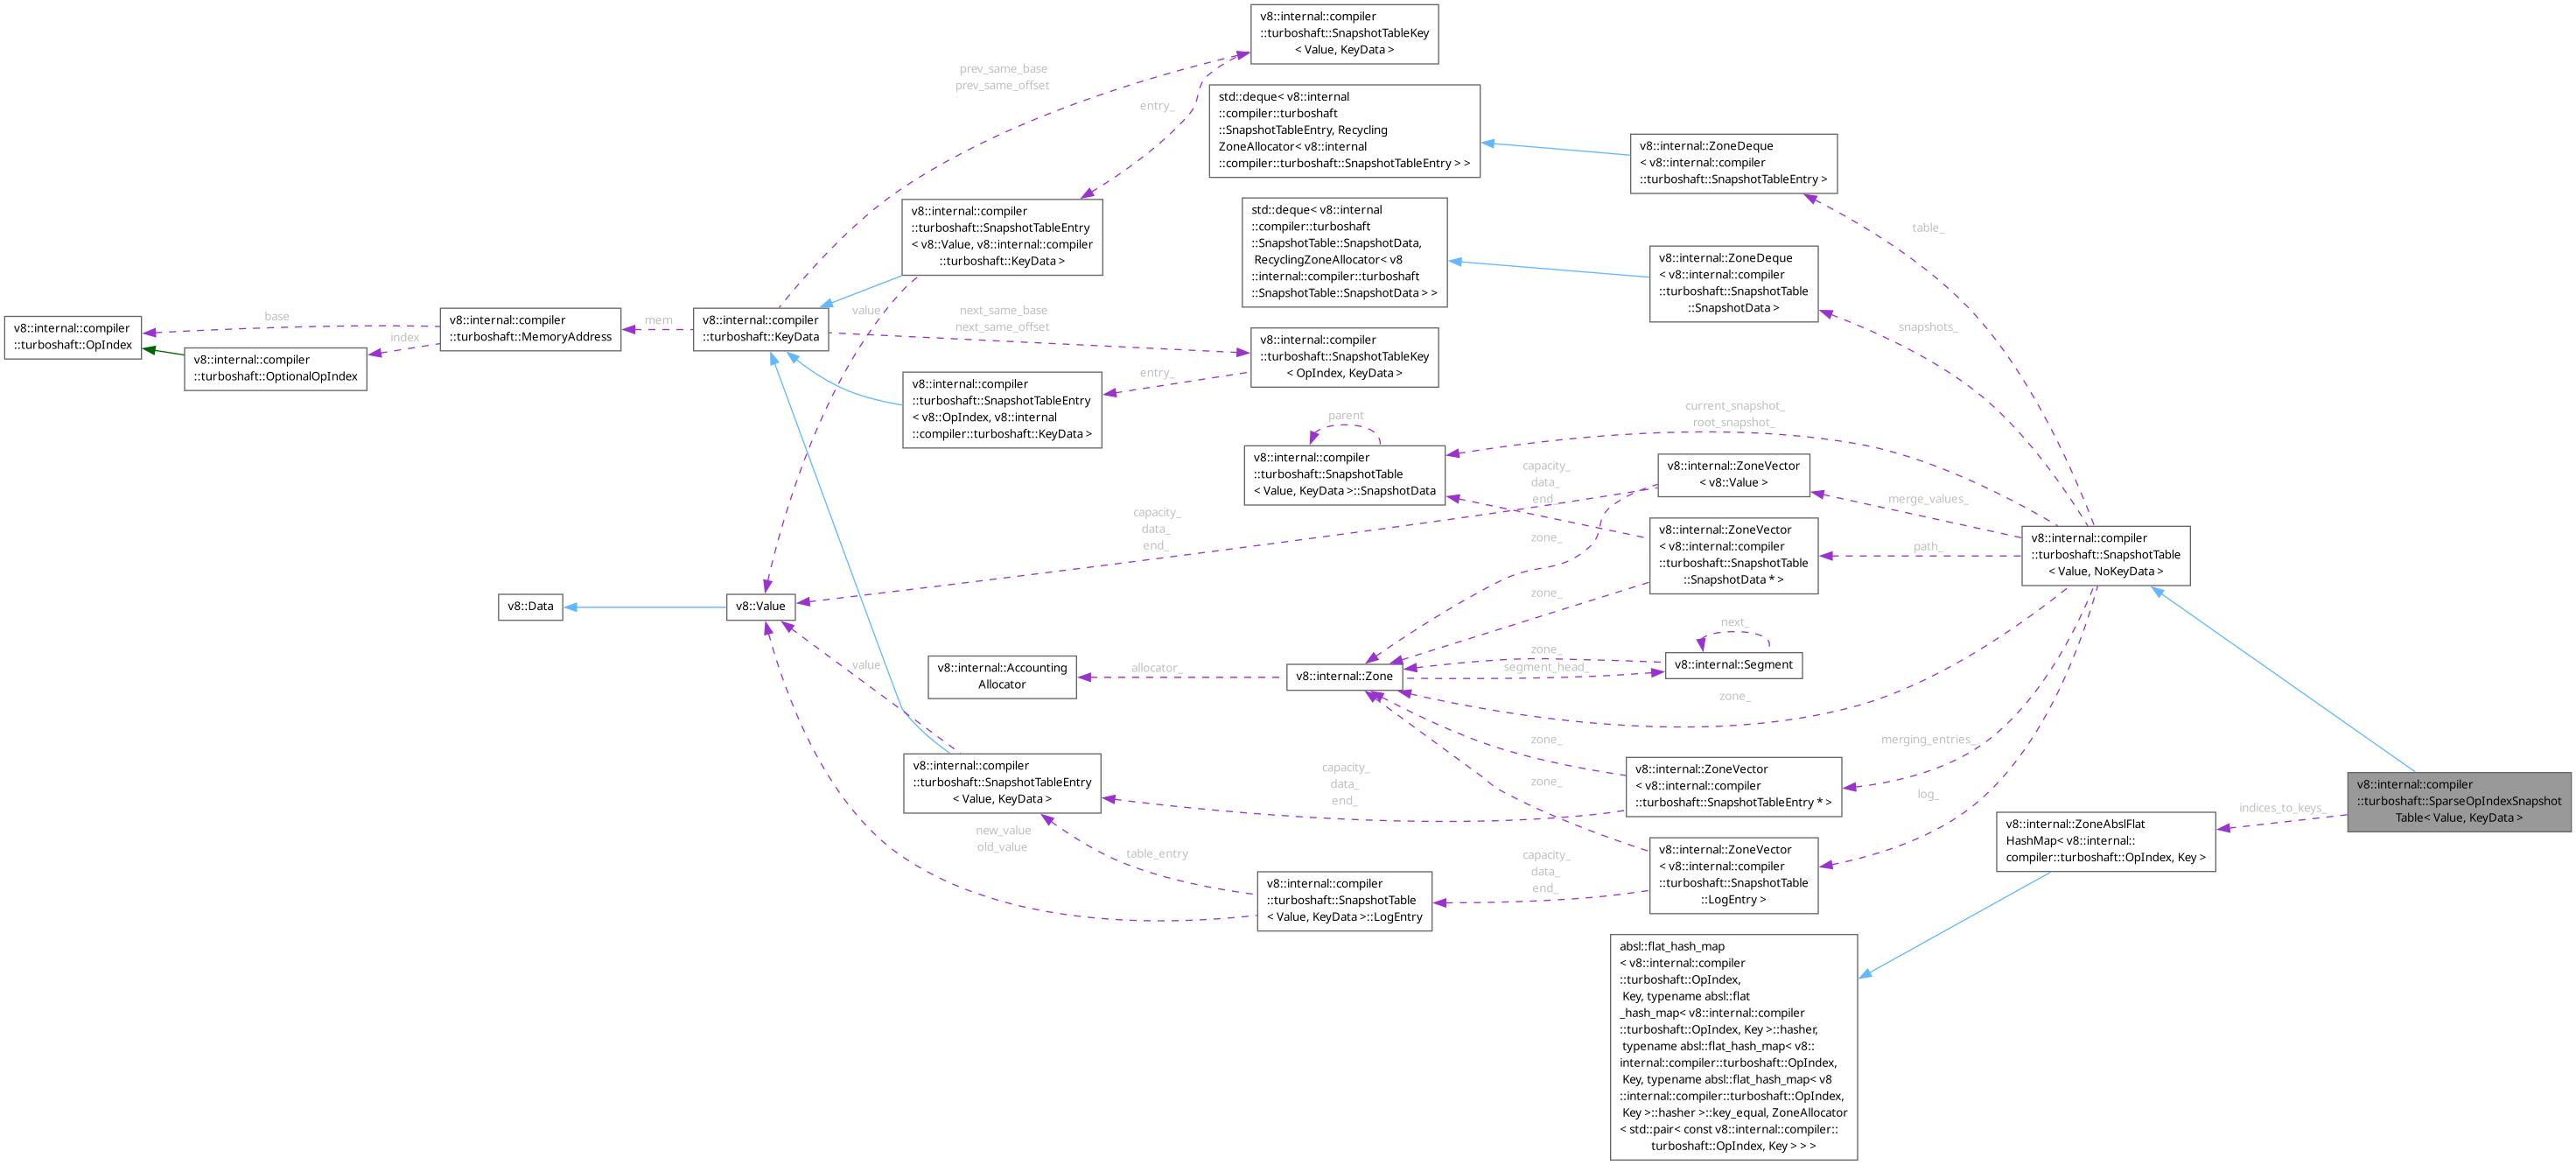 v8::internal::compiler
::turboshaft::SnapshotTableKey
< Value, KeyData >
prev_same_base
prev_same_offset
entry_
std::deque< v8::internal
::compiler::turboshaft
::SnapshotTableEntry, Recycling
ZoneAllocator< v8::internal
::compiler::turboshaft::SnapshotTableEntry > >
v8::internal::ZoneDeque
< v8::internal::compiler
::turboshaft::SnapshotTableEntry >
table_
v8::internal::compiler
::turboshaft::SnapshotTableEntry
< v8::Value, v8::internal::compiler
::turboshaft::KeyData >
std::deque< v8::internal
::compiler::turboshaft
::SnapshotTable::SnapshotData,
RecyclingZoneAllocator< v8
::internal::compiler::turboshaft
::SnapshotTable::SnapshotData > >
v8::internal::ZoneDeque
< v8::internal::compiler
::turboshaft::SnapshotTable
::SnapshotData >
snapshots_
v8::internal::compiler
::turboshaft::OpIndex
base
index
v8::internal::compiler
::turboshaft::OptionalOpIndex
v8::internal::compiler
::turboshaft::MemoryAddress
mem
v8::internal::compiler
::turboshaft::KeyData
value
next_same_base
next_same_offset
v8::internal::compiler
::turboshaft::SnapshotTableKey
< OpIndex, KeyData >
entry_
v8::internal::compiler
::turboshaft::SnapshotTableEntry
< v8::OpIndex, v8::internal
::compiler::turboshaft::KeyData >
parent
v8::internal::compiler
::turboshaft::SnapshotTable
< Value, KeyData >::SnapshotData
current_snapshot_
root_snapshot_
capacity_
data_
end_
v8::internal::ZoneVector
< v8::Value >
merge_values_
capacity_
data_
end_
zone_
v8::internal::ZoneVector
< v8::internal::compiler
::turboshaft::SnapshotTable
::SnapshotData * >
path_
v8::internal::compiler
::turboshaft::SnapshotTable
< Value, NoKeyData >
v8::Data
v8::Value
zone_
v8::internal::Accounting
Allocator
allocator_
v8::internal::Zone
zone_
segment_head_
next_
v8::internal::Segment
zone_
value
v8::internal::compiler
::turboshaft::SnapshotTableEntry
< Value, KeyData >
zone_
capacity_
data_
end_
v8::internal::ZoneVector
< v8::internal::compiler
::turboshaft::SnapshotTableEntry * >
merging_entries_
zone_
log_
v8::internal::compiler
::turboshaft::SparseOpIndexSnapshot
Table< Value, KeyData >
indices_to_keys_
v8::internal::ZoneAbslFlat
HashMap< v8::internal::
compiler::turboshaft::OpIndex, Key >
new_value
old_value
table_entry
v8::internal::compiler
::turboshaft::SnapshotTable
< Value, KeyData >::LogEntry
capacity_
data_
end_
v8::internal::ZoneVector
< v8::internal::compiler
::turboshaft::SnapshotTable
::LogEntry >
absl::flat_hash_map
< v8::internal::compiler
::turboshaft::OpIndex,
Key, typename absl::flat
_hash_map< v8::internal::compiler
::turboshaft::OpIndex, Key >::hasher,
typename absl::flat_hash_map< v8::
internal::compiler::turboshaft::OpIndex,
Key, typename absl::flat_hash_map< v8
::internal::compiler::turboshaft::OpIndex,
Key >::hasher >::key_equal, ZoneAllocator
< std::pair< const v8::internal::compiler::
turboshaft::OpIndex, Key > > >